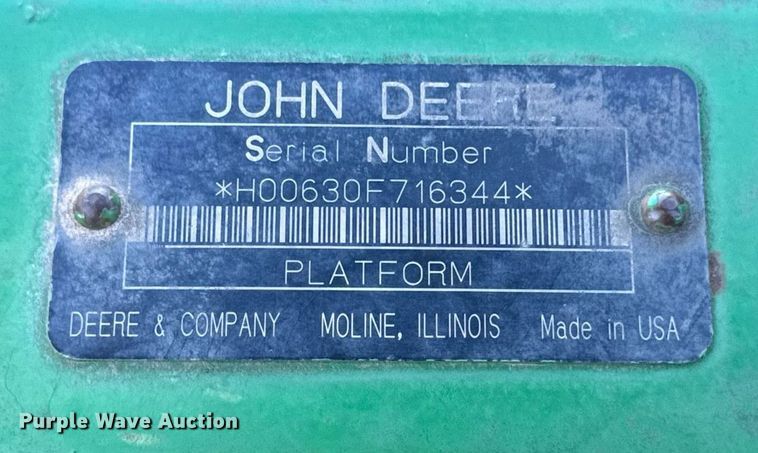 JOHN DEERE
Serial Number
*H00630F716344*
PLATFORM
DEERE & COMPANY MOLINE, ILLINOIS Made in USA
Purple Wave Auction